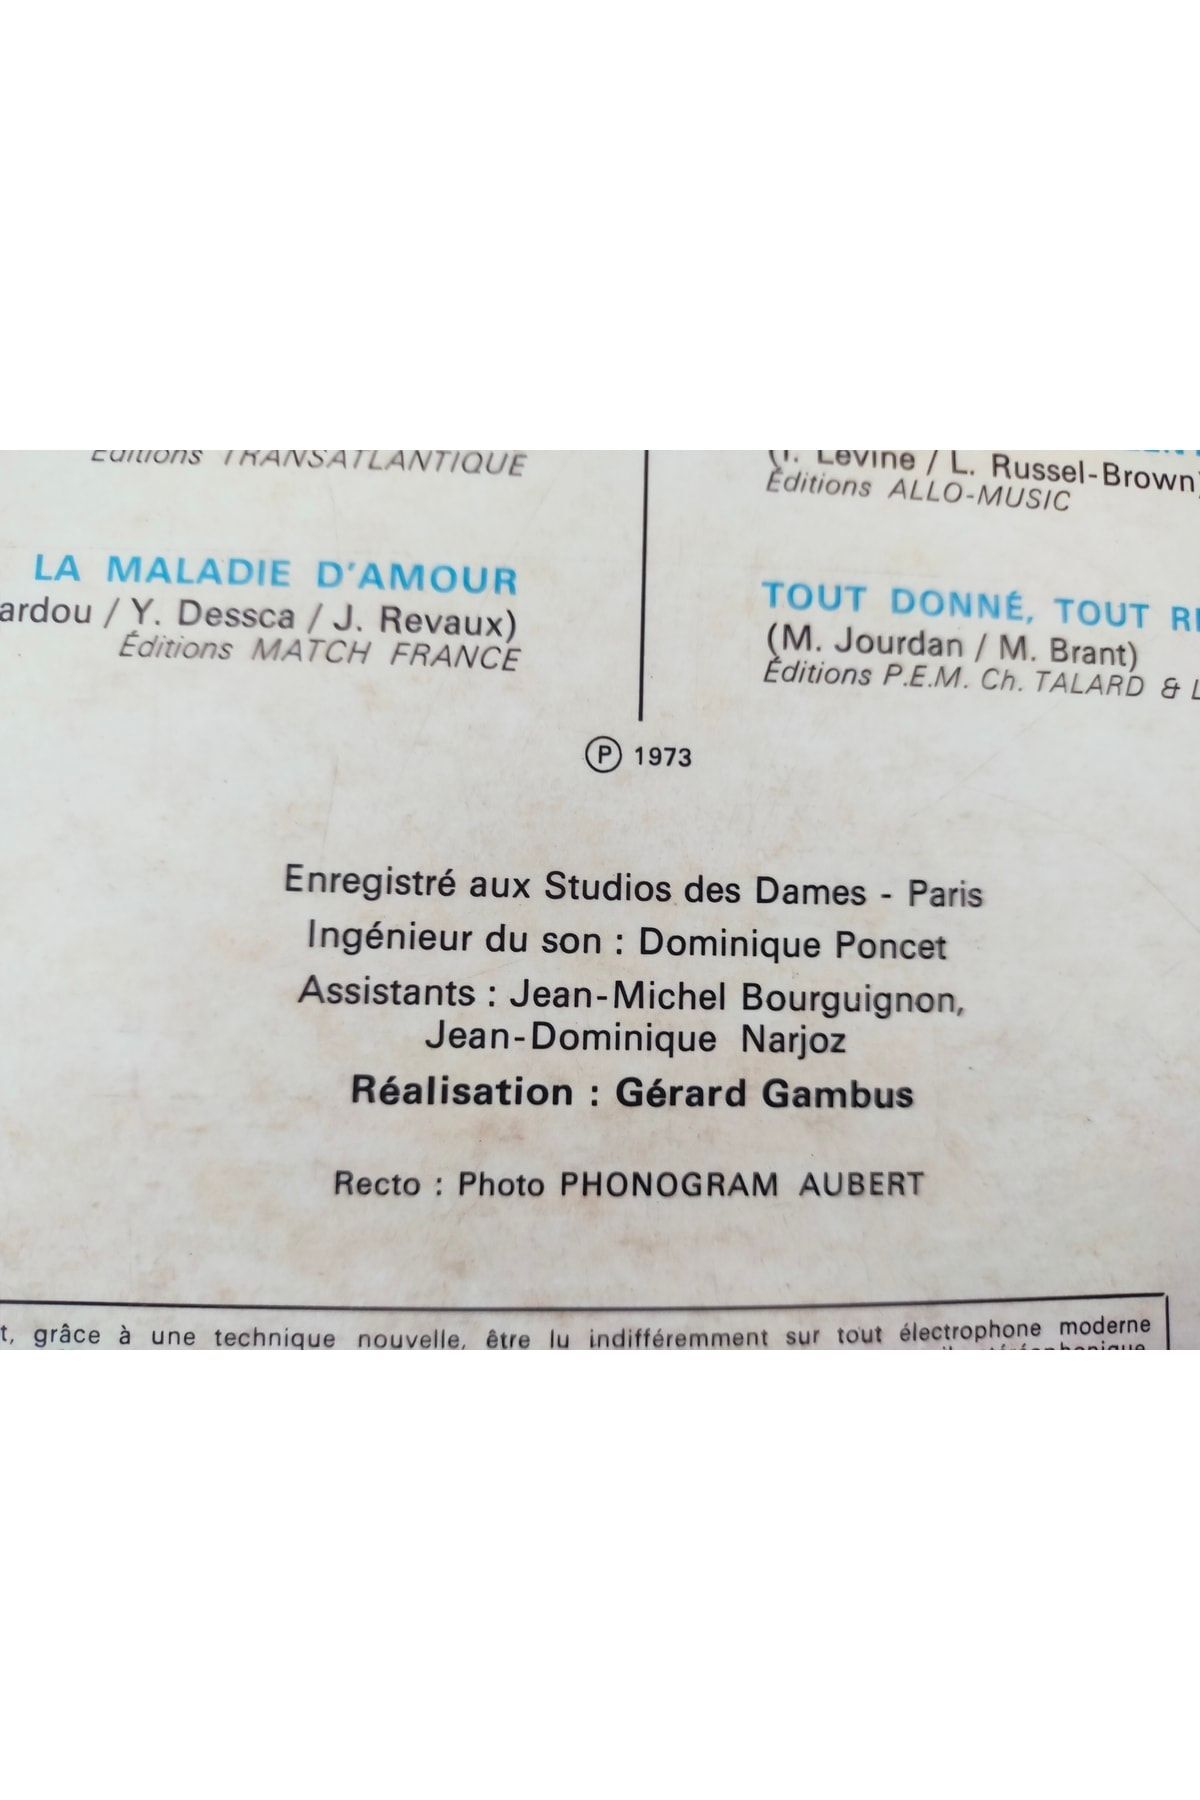 Éditions TRANSATLANTIQUE
LA MALADIE D'AMOUR
ardou / Y. Dessca / J. Revaux)
Éditions MATCH FRANCE
Levine / L. Russel-Brown)
Éditions ALLO-MUSIC
TOUT DONNÉ, TOUT
(M. Jourdan / M. Brant)
Éditions P.E.M. Ch. TALARD &
Ⓟ 1973
Enregistré aux Studios des Dames - Paris
Ingénieur du son : Dominique Poncet
Assistants : Jean-Michel Bourguignon,
Jean-Dominique Narjoz
Réalisation : Gérard Gambus
Recto : Photo PHONOGRAM AUBERT
t, grâce à une technique nouvelle, être lu indifféremment sur tout électrophone moderne